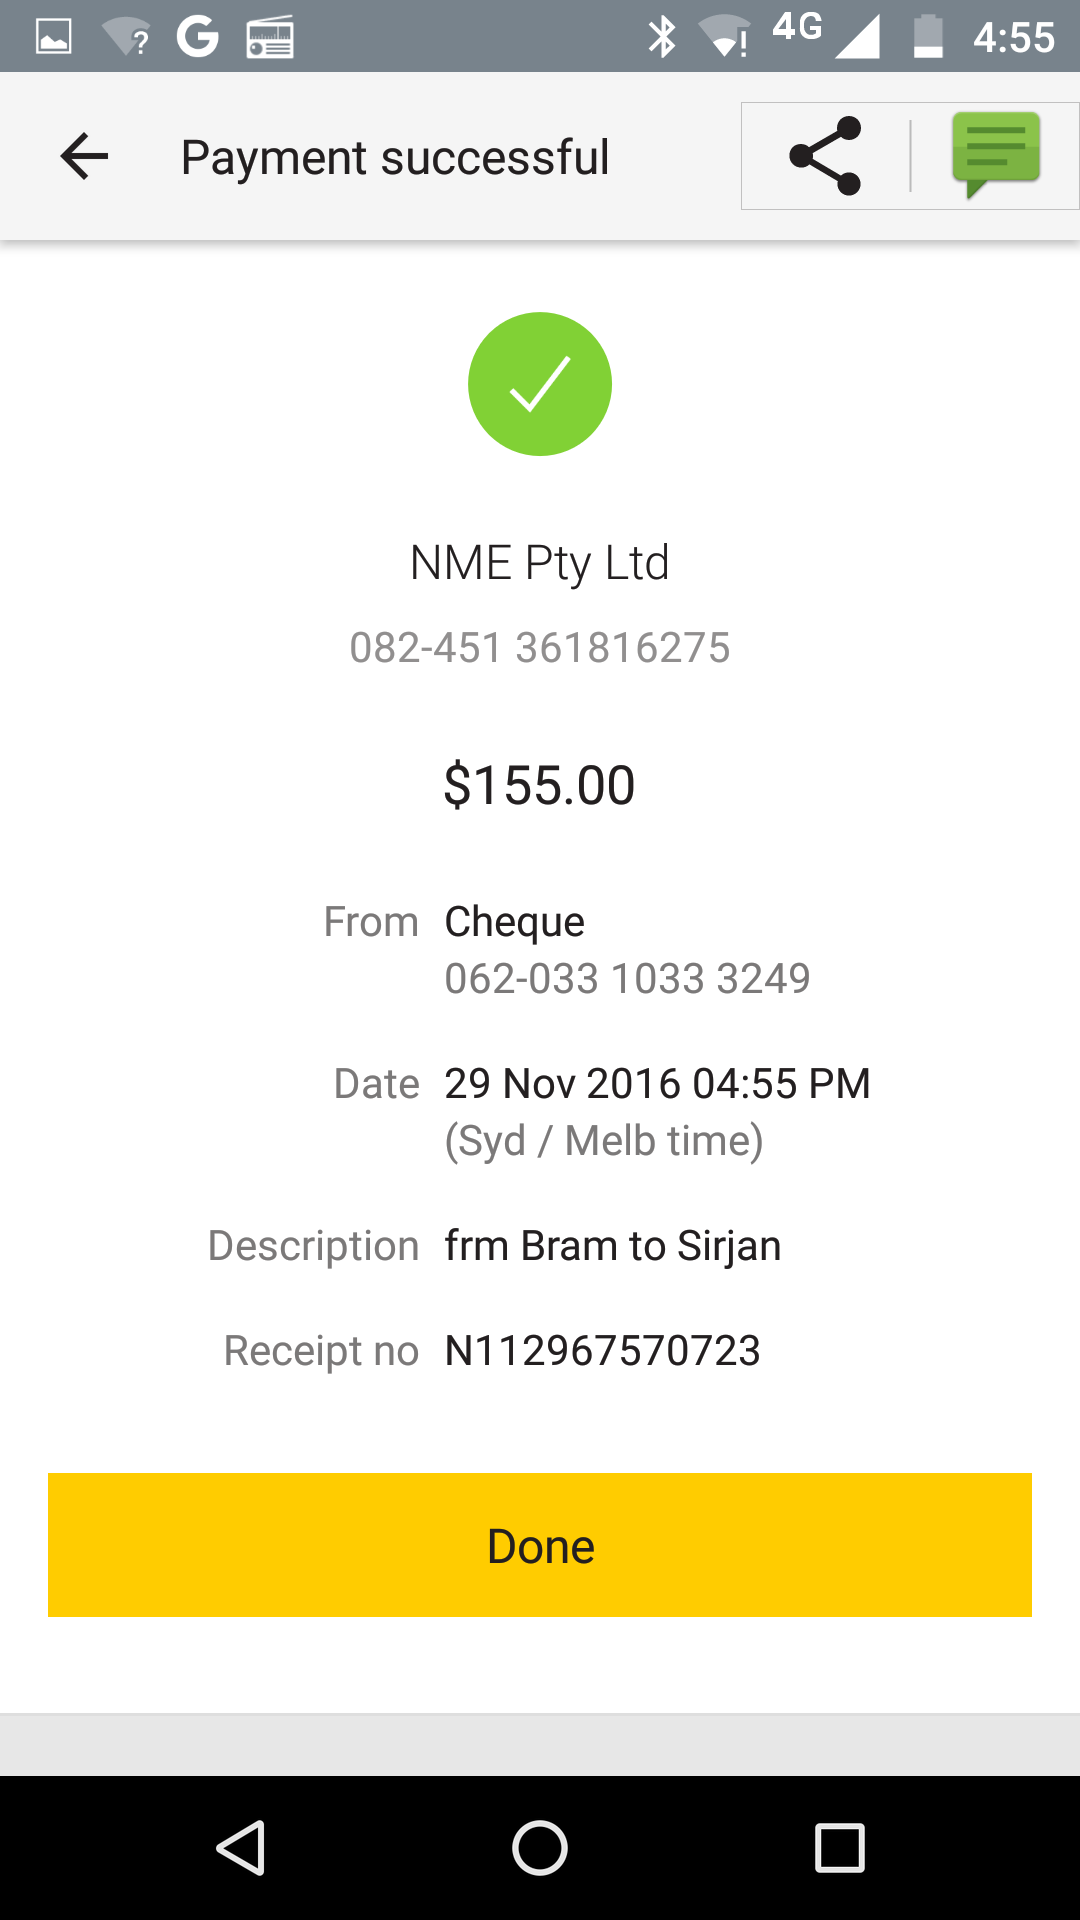 4G 4:55
Payment successful
NME Pty Ltd
082-451 361816275
$155.00
From Cheque
062-033 1033 3249
Date 29 Nov 2016 04:55 PM
(Syd / Melb time)
Description frm Bram to Sirjan
Receipt no N112967570723
Done